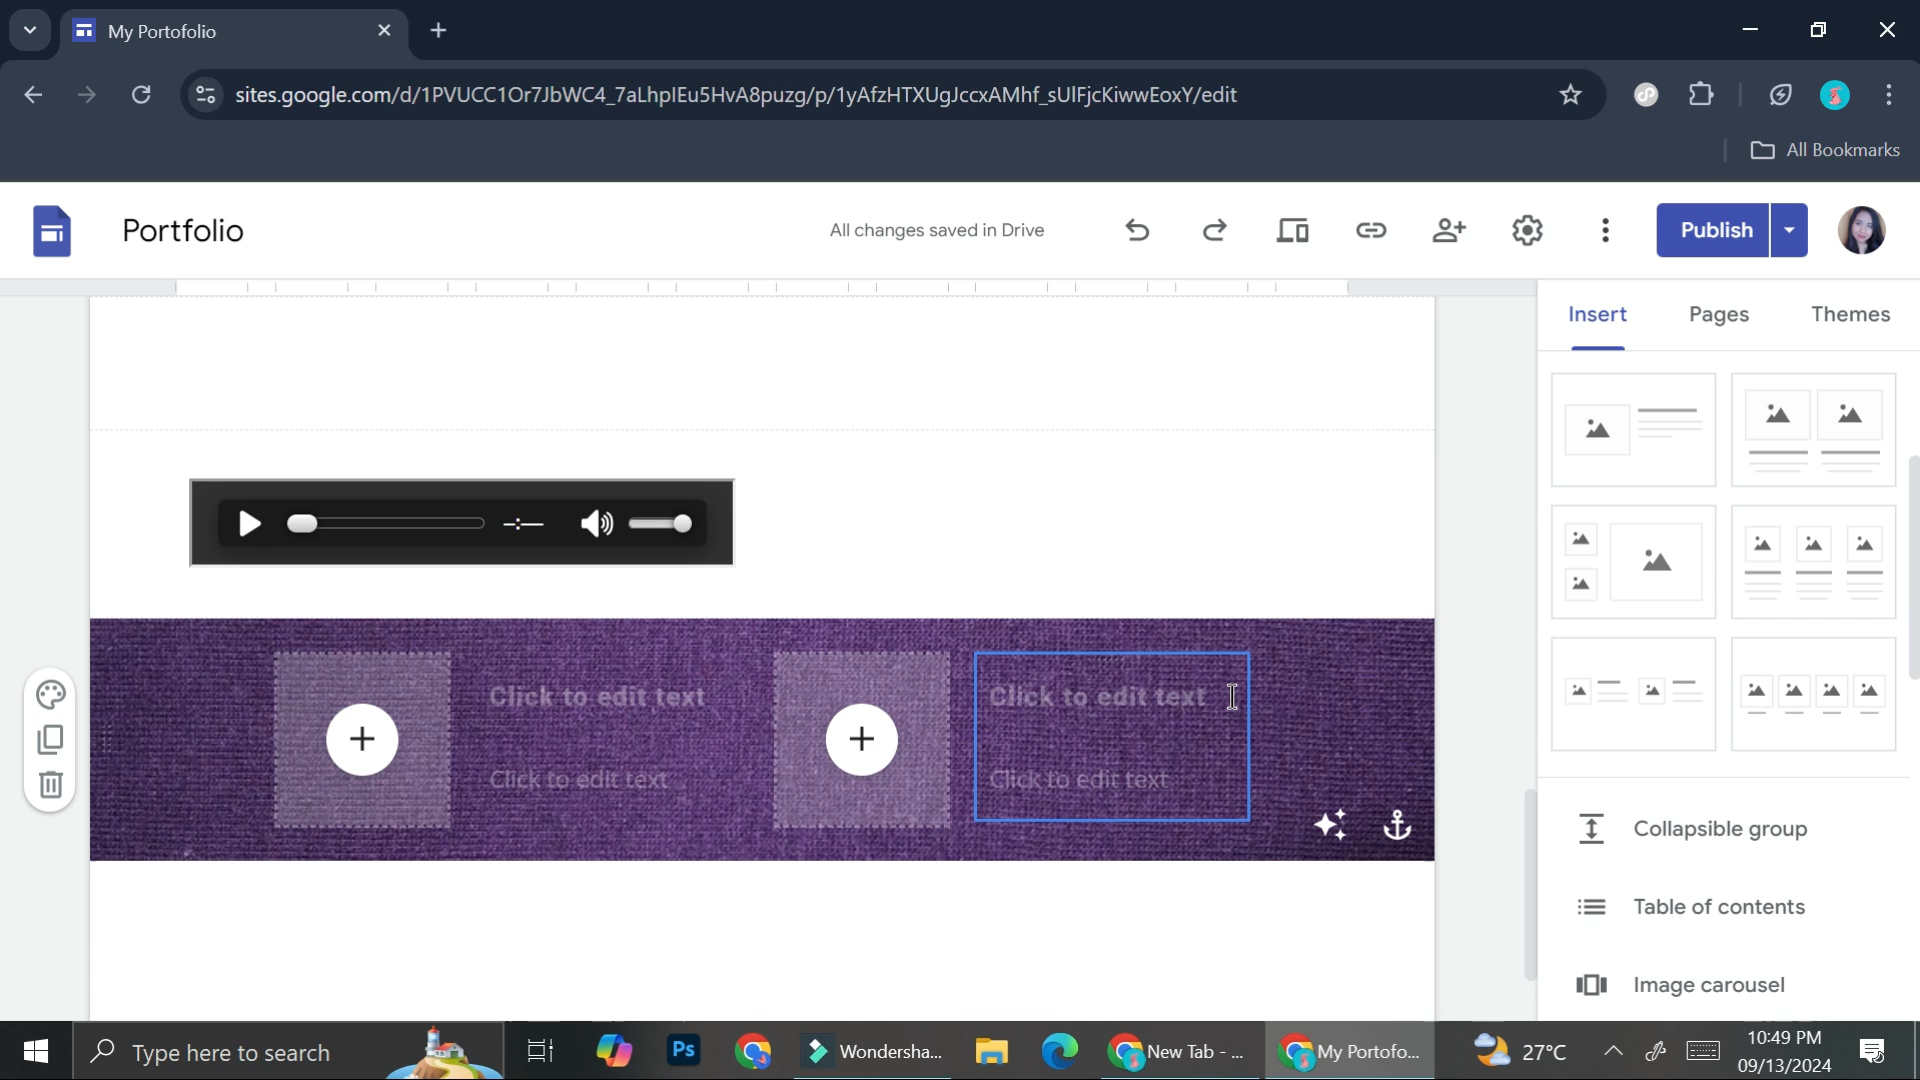 My Portofolio
sites.google.com/d/1PVUCC1Or7JbWC4_7aLhpIEu5HvA8puzg/p/1yAfzHTXUgJccxAMhf_sUIFjcKiwwEoxY/edit
All Bookmarks
Portfolio
All changes saved in Drive
Publish
Insert
Pages
Themes
Click to edit text
Click to edit text
Click to edit text
Click to edit text
Collapsible group
Table of contents
Image carousel
Type here to search
Ps
Wondersha...
New Tab - ...
My Portofo...
27°C
10:49 PM
09/13/2024